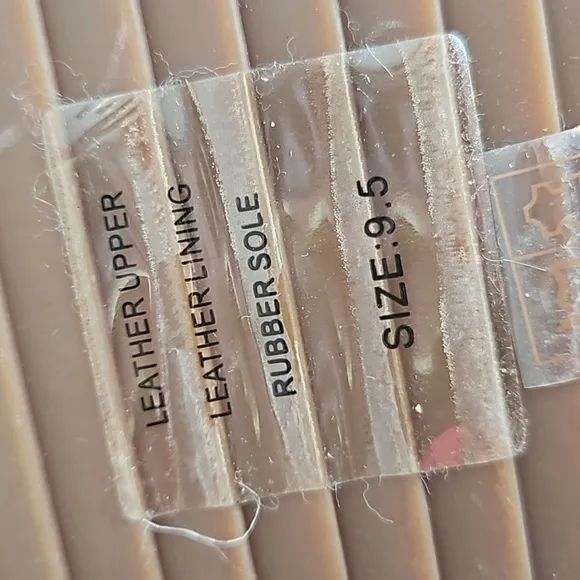 LEATHER UPPER
LEATHER LINING
RUBBER SOLE
SIZE:9.5